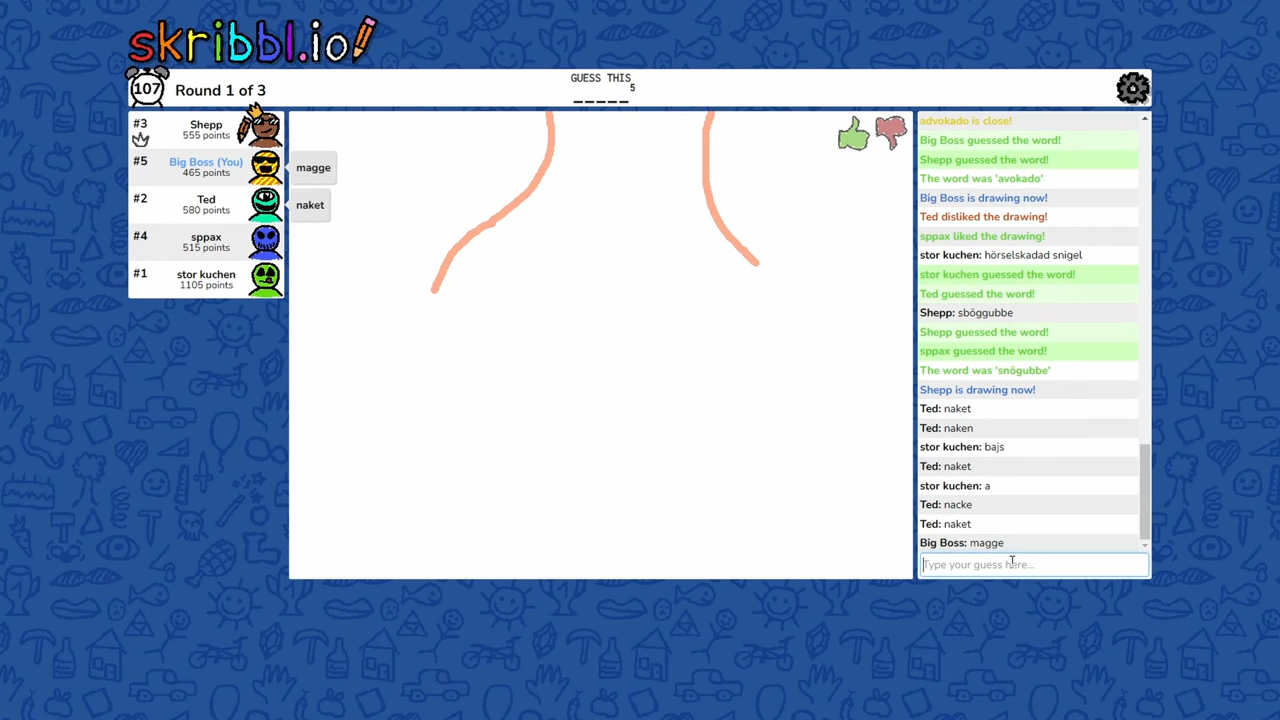 skribbl.io
107
Round 1 of 3
GUESS THIS
_____ 5
#3
Shepp
555 points
#5
Big Boss (You)
465 points
magge
#2
Ted
580 points
naket
#4
sppax
515 points
#1
stor kuchen
1105 points
advokado is close!
Big Boss guessed the word!
Shepp guessed the word!
The word was 'avokado'
Big Boss is drawing now!
Ted disliked the drawing!
sppax liked the drawing!
stor kuchen: hörselskadad snigel
stor kuchen guessed the word!
Ted guessed the word!
Shepp: sböggubbe
Shepp guessed the word!
sppax guessed the word!
The word was 'snögubbe'
Shepp is drawing now!
Ted: naket
Ted: naken
stor kuchen: bajs
Ted: naket
stor kuchen: a
Ted: nacke
Ted: naket
Big Boss: magge
Type your guess here...